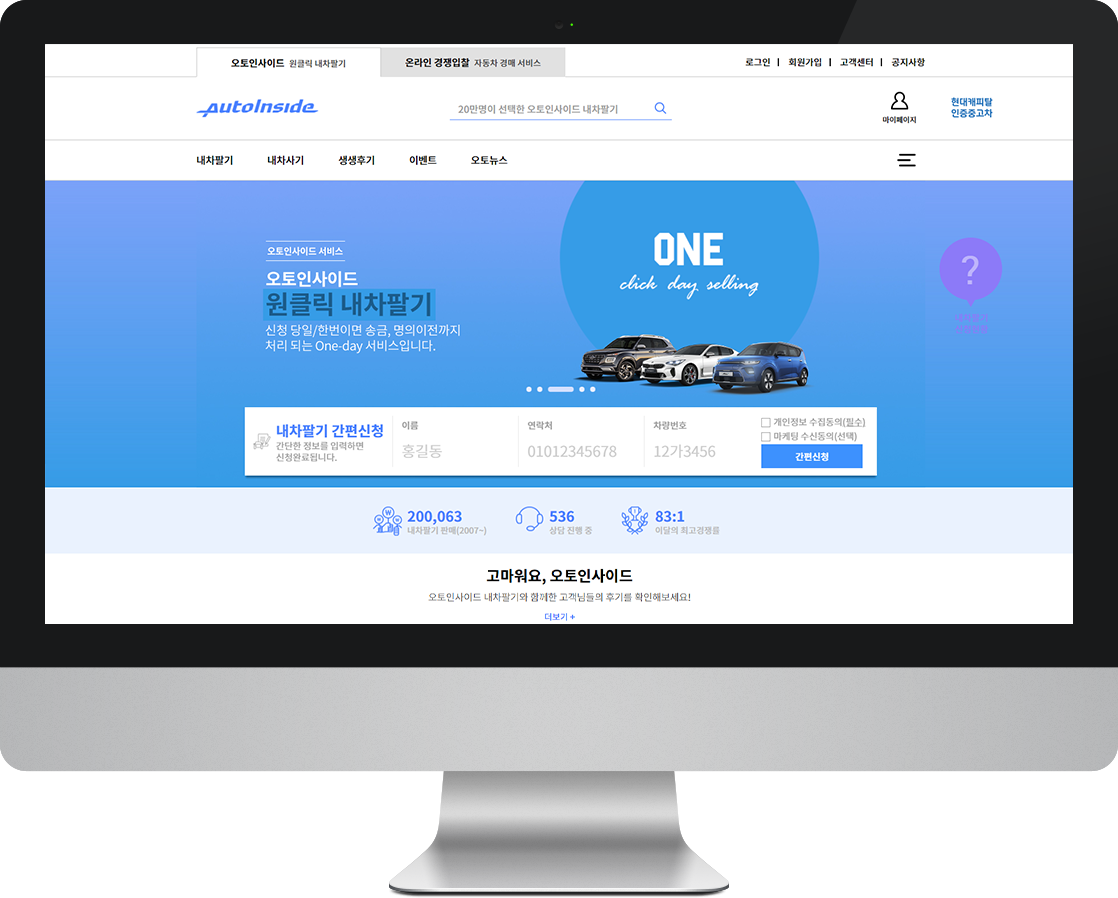 오토인사이드 원클릭 내차팔기
온라인 경쟁입찰 자동차 경매 서비스
로그인 | 회원가입 | 고객센터 | 공지사항
AutoInside
20만명이 선택한 오토인사이드 내차팔기
마이페이지
현대캐피탈
인증중고차
내차팔기
내차사기
생생후기
이벤트
오토뉴스
오토인사이드 서비스
오토인사이드
원클릭 내차팔기
신청 당일/한번이면 송금, 명의이전까지
처리 되는 One-day 서비스입니다.
ONE
click day selling
?
내차팔기
내차팔기 간편신청
간단한 정보를 입력하면
신청완료됩니다.
이름
홍길동
연락처
01012345678
차량번호
12가3456
개인정보 수집동의(필수)
마케팅 수신동의(선택)
간편신청
200,063
내차팔기 판매(2007~)
536
상담 진행 중
83:1
이달의 최고경쟁률
고마워요, 오토인사이드
오토인사이드 내차팔기와 함께한 고객님들의 후기를 확인해보세요!
더보기 +